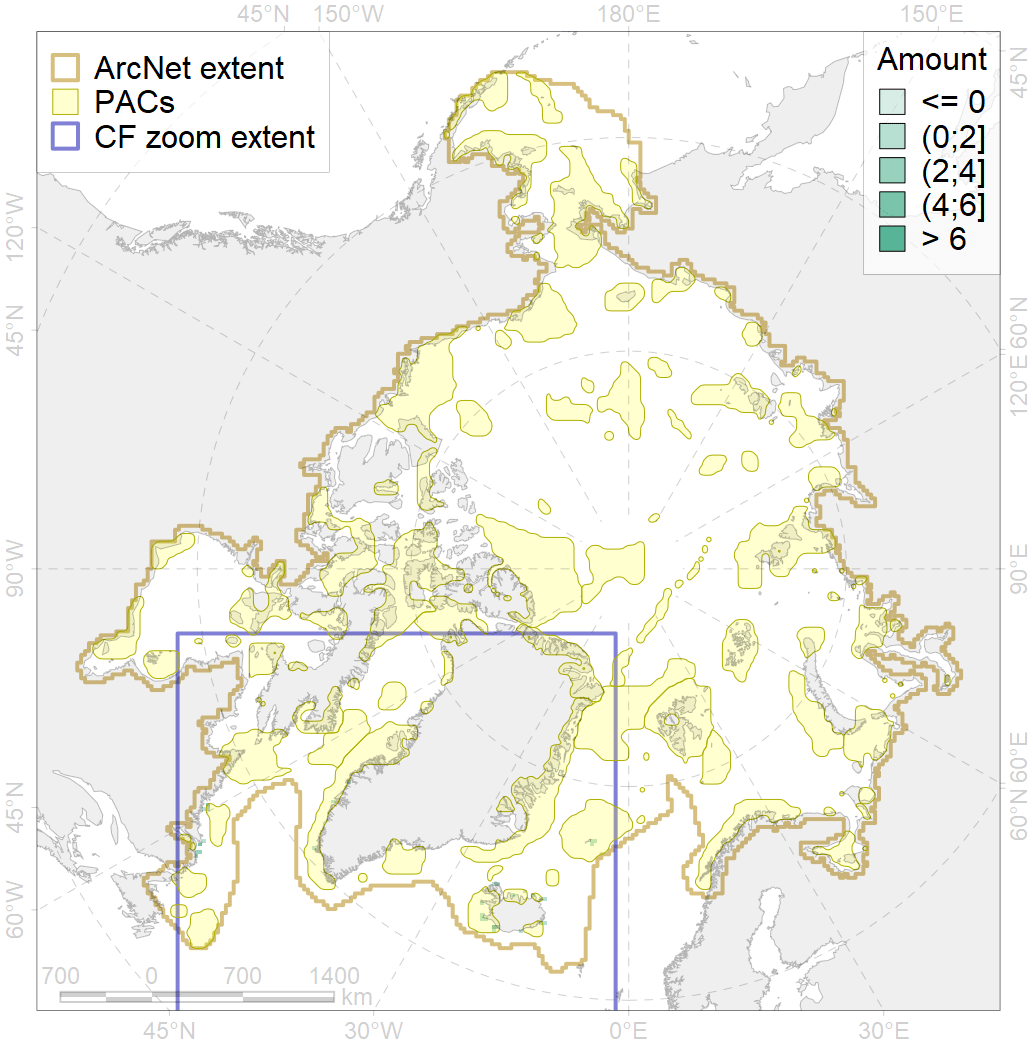 45°N 150°W 180°E 150°E
ArcNet extent
PACs
CF zoom extent
Amount
<= 0
(0;2]
(2;4]
(4;6]
> 6
45°N
120°W
45°N
90°W
45°N
60°W
60°N
120°E
90°E
60°E
60°N
700 0 700 1400
km
45°N 30°W 0°E 30°E